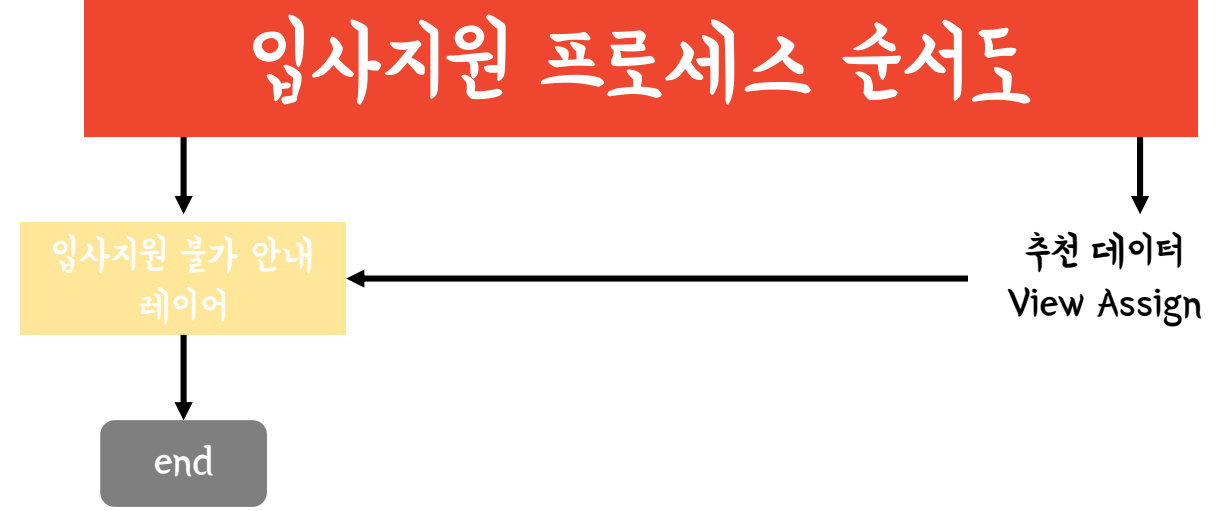 입사지원 프로세스 순서도
입사지원 불가 안내
레이어
추천 데이터
View Assign
end